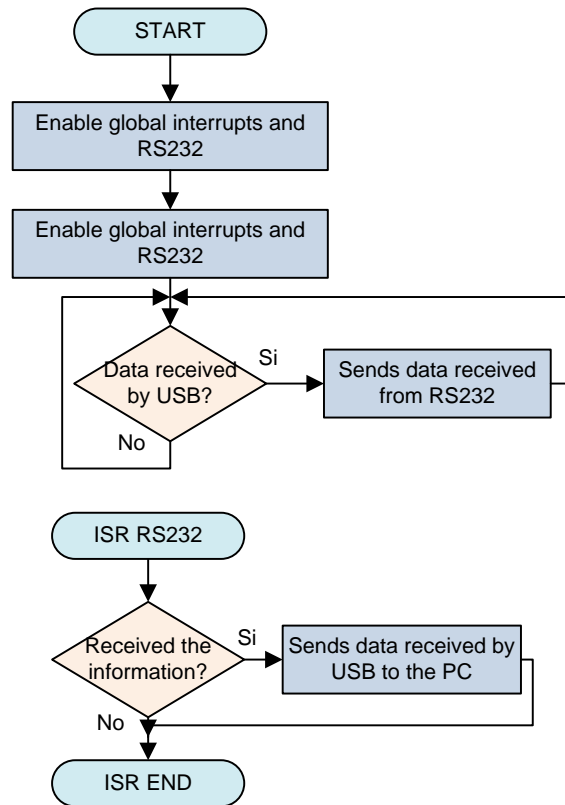 START
Enable global interrupts and
RS232
Enable global interrupts and
RS232
Data received
by USB?
Si
Sends data received
from RS232
No
ISR RS232
Received the
information?
Si
Sends data received by
USB to the PC
No
ISR END